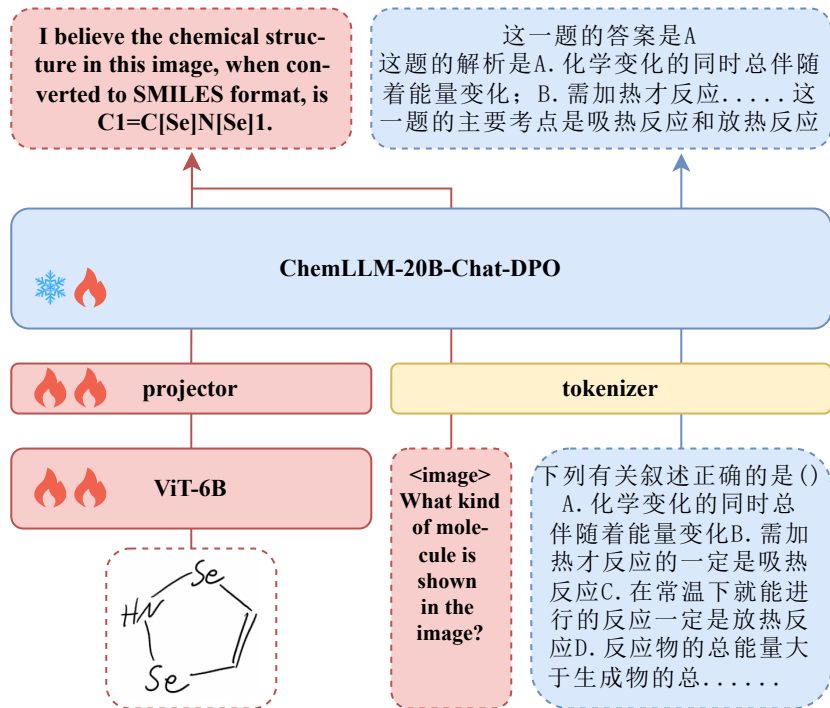 I believe the chemical struc-
ture in this image, when con-
verted to SMILES format, is
C1=C[Se]N[Se]1.
这一题的答案是A
这题的解析是A.化学变化的同时总伴随
着能量变化；B.需加热才反应.....这
一题的主要考点是吸热反应和放热反应
ChemLLM-20B-Chat-DPO
projector
tokenizer
ViT-6B
<image>
What kind
of mole-
cule is
shown
in the
image?
下列有关叙述正确的是()
A.化学变化的同时总
伴随着能量变化B.需加
热才反应的一定是吸热
反应C.在常温下就能进
行的反应一定是放热反
应D.反应物的总能量大
于生成物的总......
Se
HN
Se